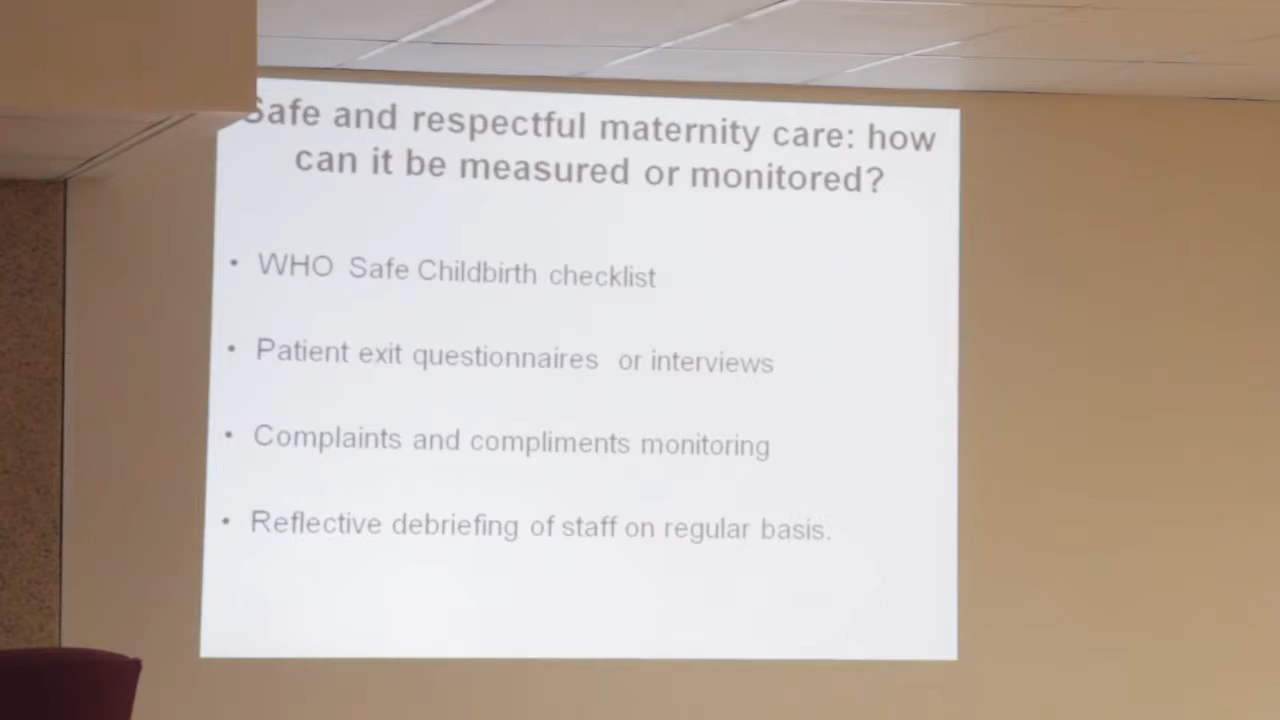 Safe and respectful maternity care: how
can it be measured or monitored?
• WHO Safe Childbirth checklist
• Patient exit questionnaires or interviews
• Complaints and compliments monitoring
• Reflective debriefing of staff on regular basis.